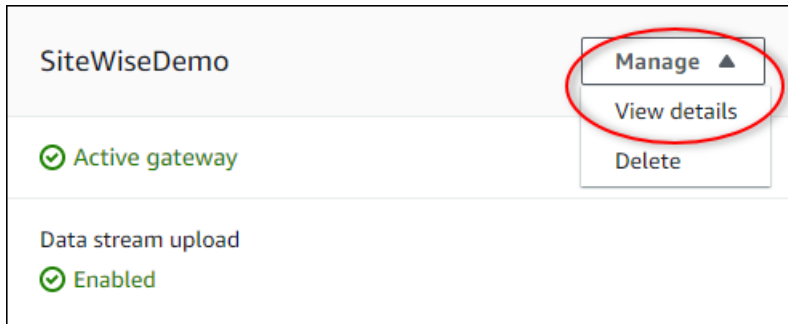 SiteWiseDemo
Manage
View details
Delete
Active gateway
Data stream upload
Enabled